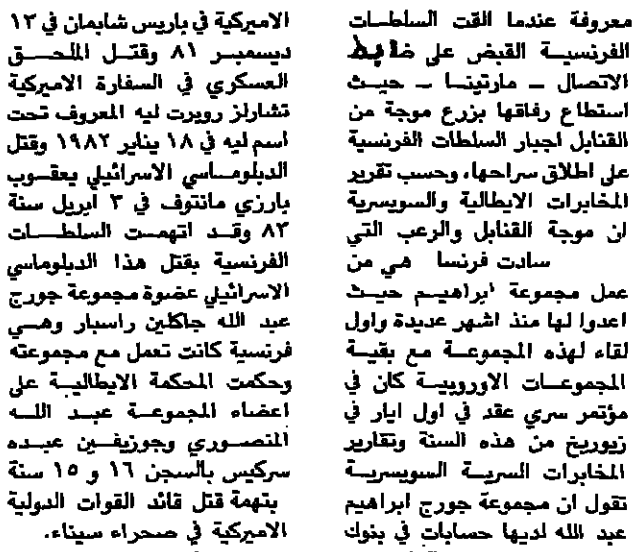 معروفة عندما القت السلطات
الفرنسية القبض على ضابط
الاتصال - مارتينا - حيث
استطاع رفاقها بزرع موجة من
القنابل اجبار السلطات الفرنسية
على اطلاق سراحها، وحسب تقرير
المخابرات الايطالية والسويسرية
ان موجة القنابل والرعب التي
سادت فرنسا هي من
عمل مجموعة ابراهيم حيث
اعدوا لها منذ اشهر عديدة واول
لقاء لهذه المجموعة مع بقية
المجموعات الاوروبية كان في
مؤتمر سري عقد في اول ايار في
زيوريخ من هذه السنة وتقارير
المخابرات السرية السويسرية
تقول ان مجموعة جورج ابراهيم
عبد الله لديها حسابات في بنوك
الاميركية في باريس شابمان في ١٢
ديسمبر ٨١ وقتل الملحق
العسكري في السفارة الاميركية
تشارلز روبرت ليه المعروف تحت
اسم ليه في ١٨ يناير ١٩٨٢ وقتل
الدبلوماسي الاسرائيلي يعقوب
بارزي مانتوف في ٣ ابريل سنة
٨٢ وقد اتهمت السلطات
الفرنسية بقتل هذا الدبلوماسي
الاسرائيلي عضوة مجموعة جورج
عبد الله جاكلين راسبار وهي
فرنسية كانت تعمل مع مجموعته
وحكمت المحكمة الايطالية على
اعضاء المجموعة عبد الله
المنصوري وجوزيفين عبده
سركيس بالسجن ١٦ و ١٥ سنة
بتهمة قتل قائد القوات الدولية
الاميركية في صحراء سيناء.